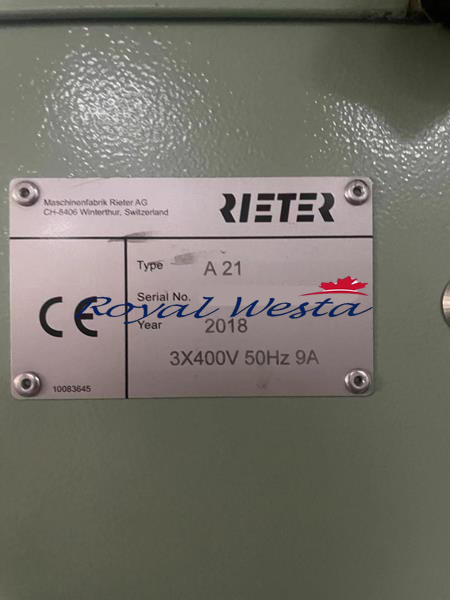 Maschinenfabrik Rieter AG
CH-8406 Winterthur, Switzerland
RIETER
Type A 21
Serial No.
Royal Westa
Year 2018
3X400V 50Hz 9A
CE
10083645